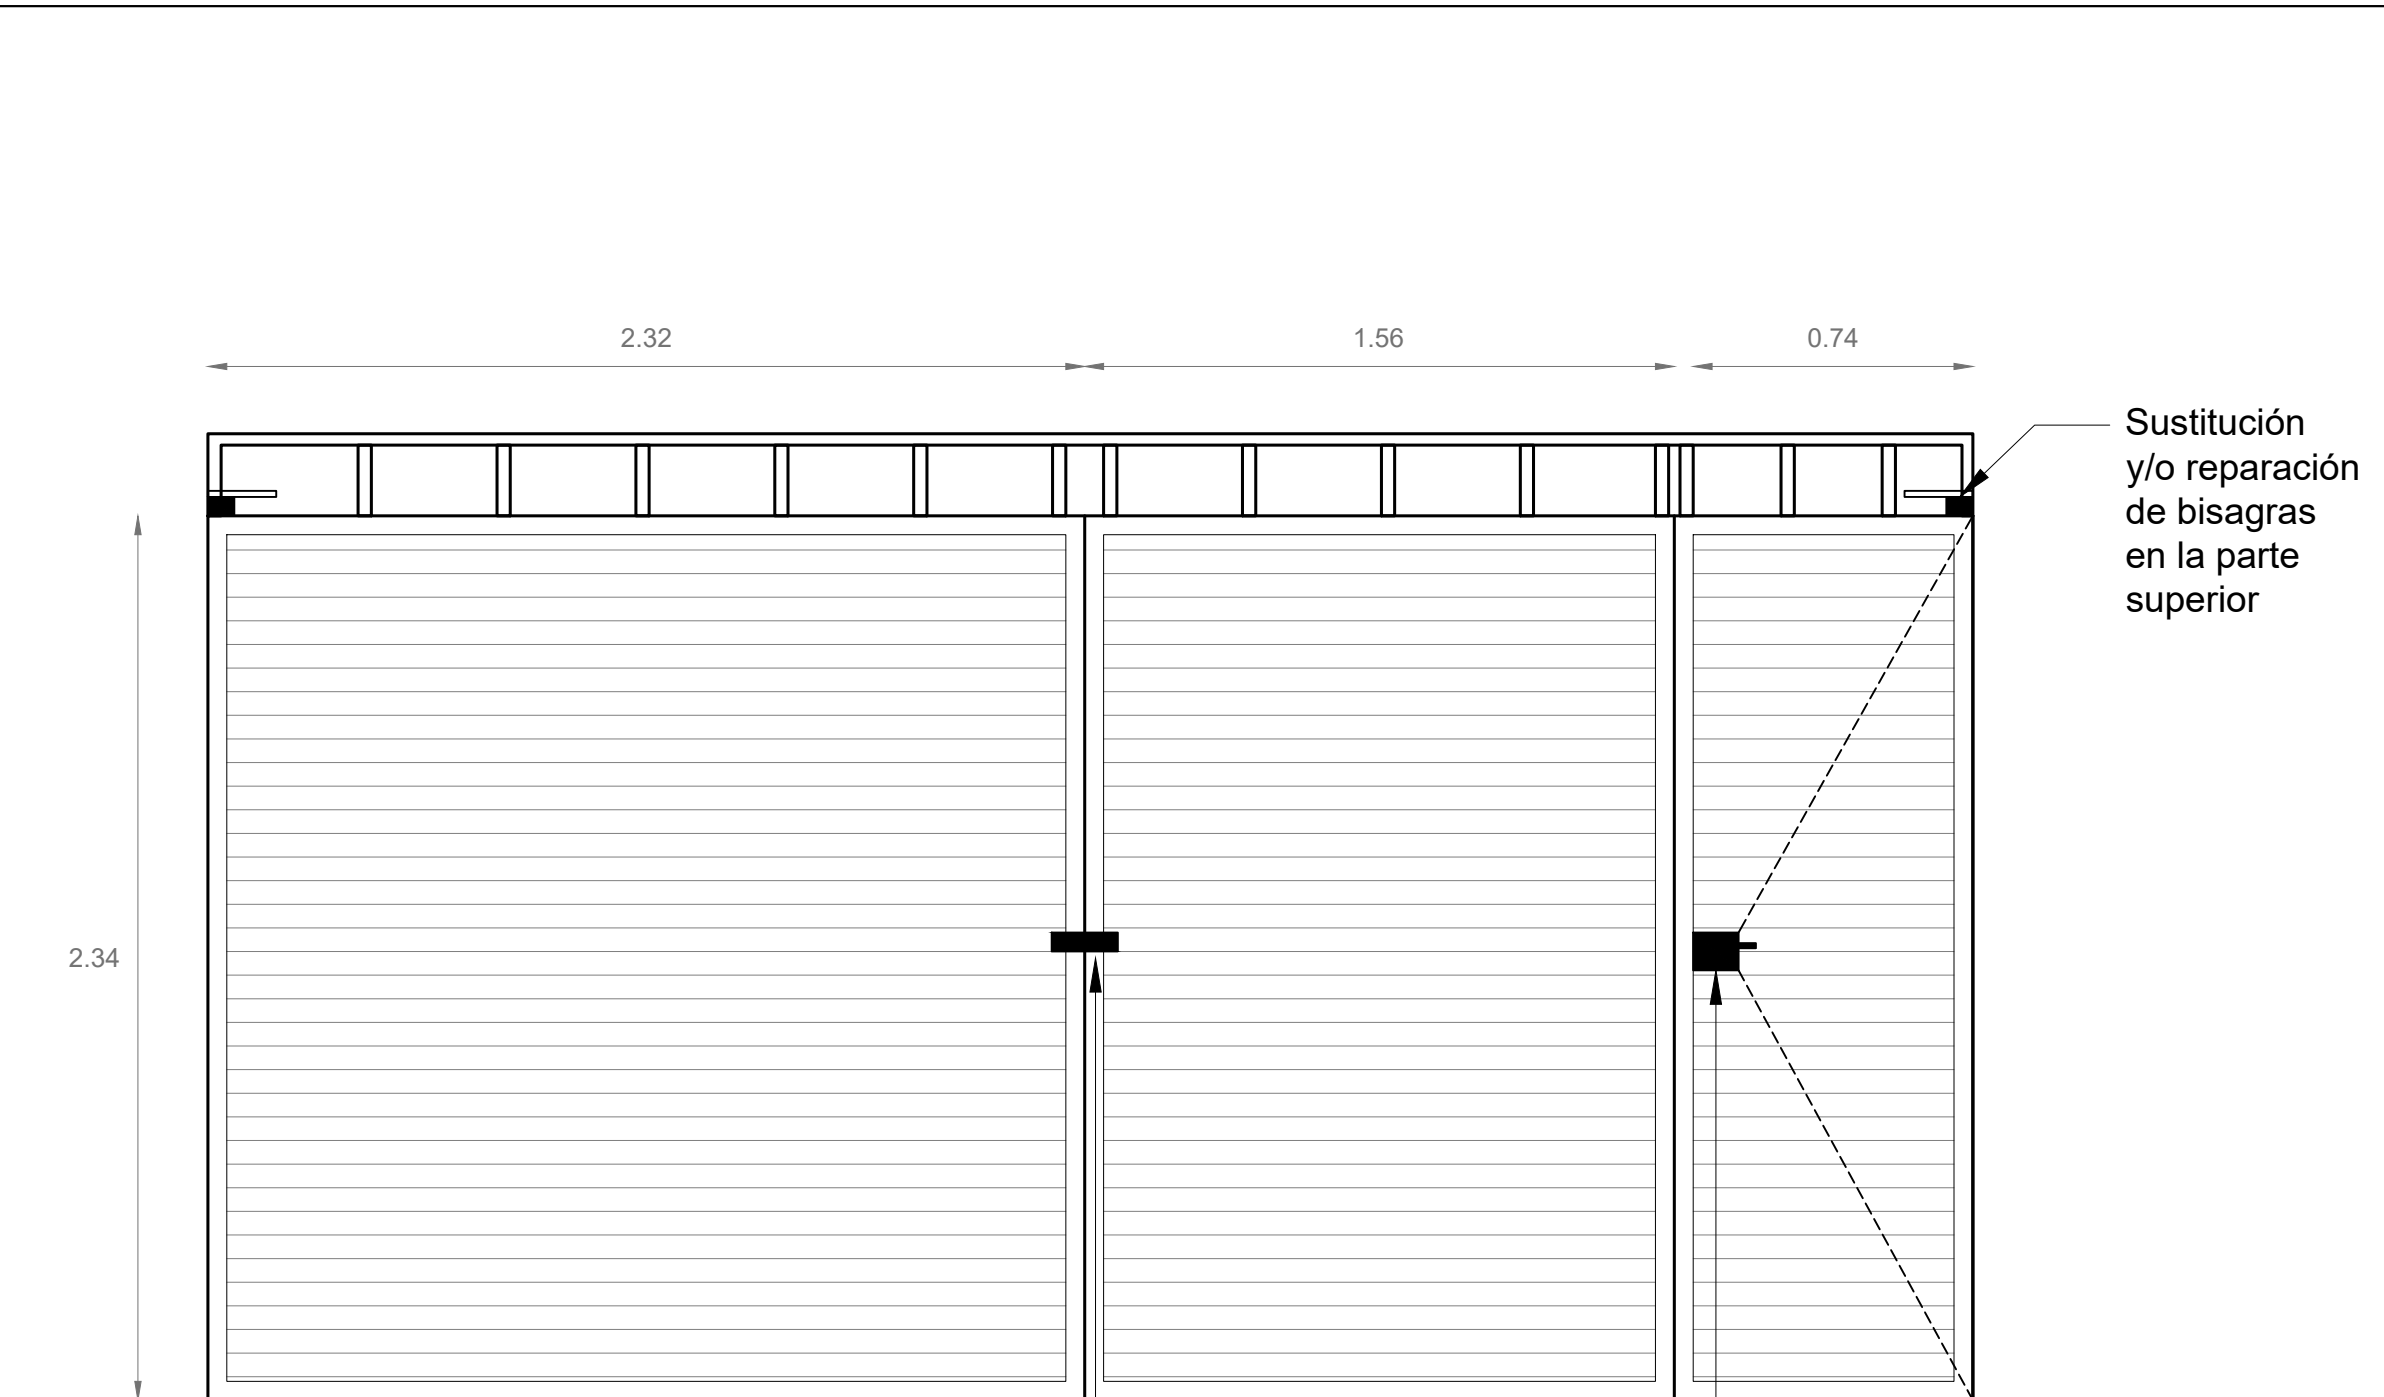 2.32
1.56
0.74
Sustitución
y/o reparación
de bisagras
en la parte
superior
2.34